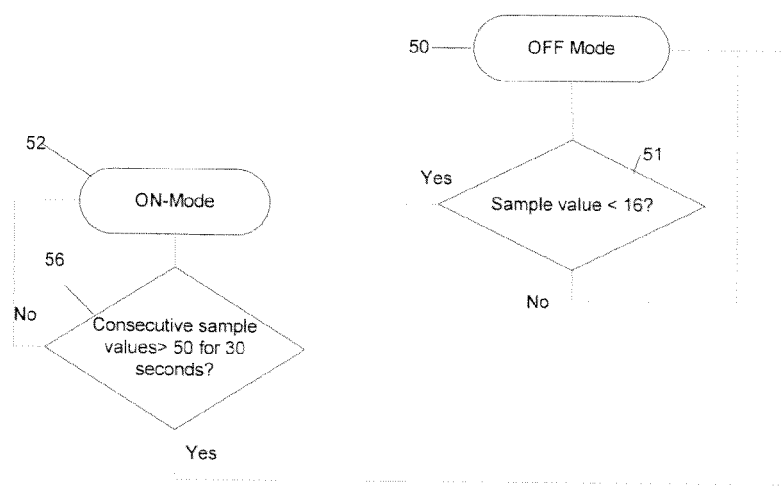 50
OFF Mode
52
51
Yes
ON-Mode
Sample value < 16?
56
No
No
Consecutive sample
values> 50 for 30
seconds?
Yes